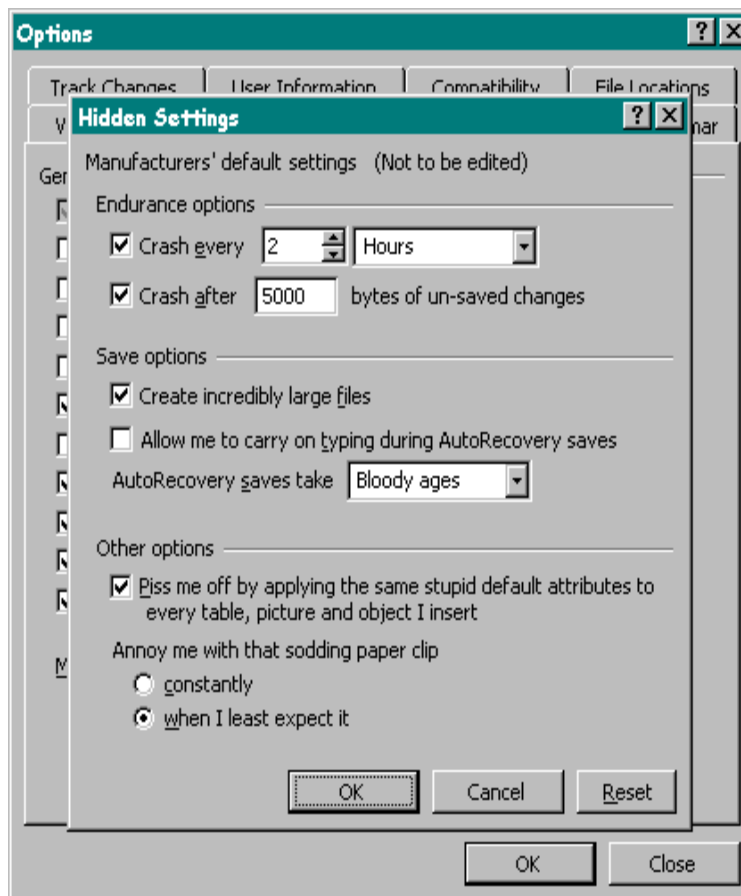 Options
Track Changes User Information Compatibility File Locations
Hidden Settings
Manufacturers' default settings (Not to be edited)
Endurance options
Crash every 2 Hours
Crash after 5000 bytes of un-saved changes
Save options
Create incredibly large files
Allow me to carry on typing during AutoRecovery saves
AutoRecovery saves take Bloody ages
Other options
Piss me off by applying the same stupid default attributes to
every table, picture and object I insert
Annoy me with that sodding paper clip
constantly
when I least expect it
OK Cancel Reset
OK Close